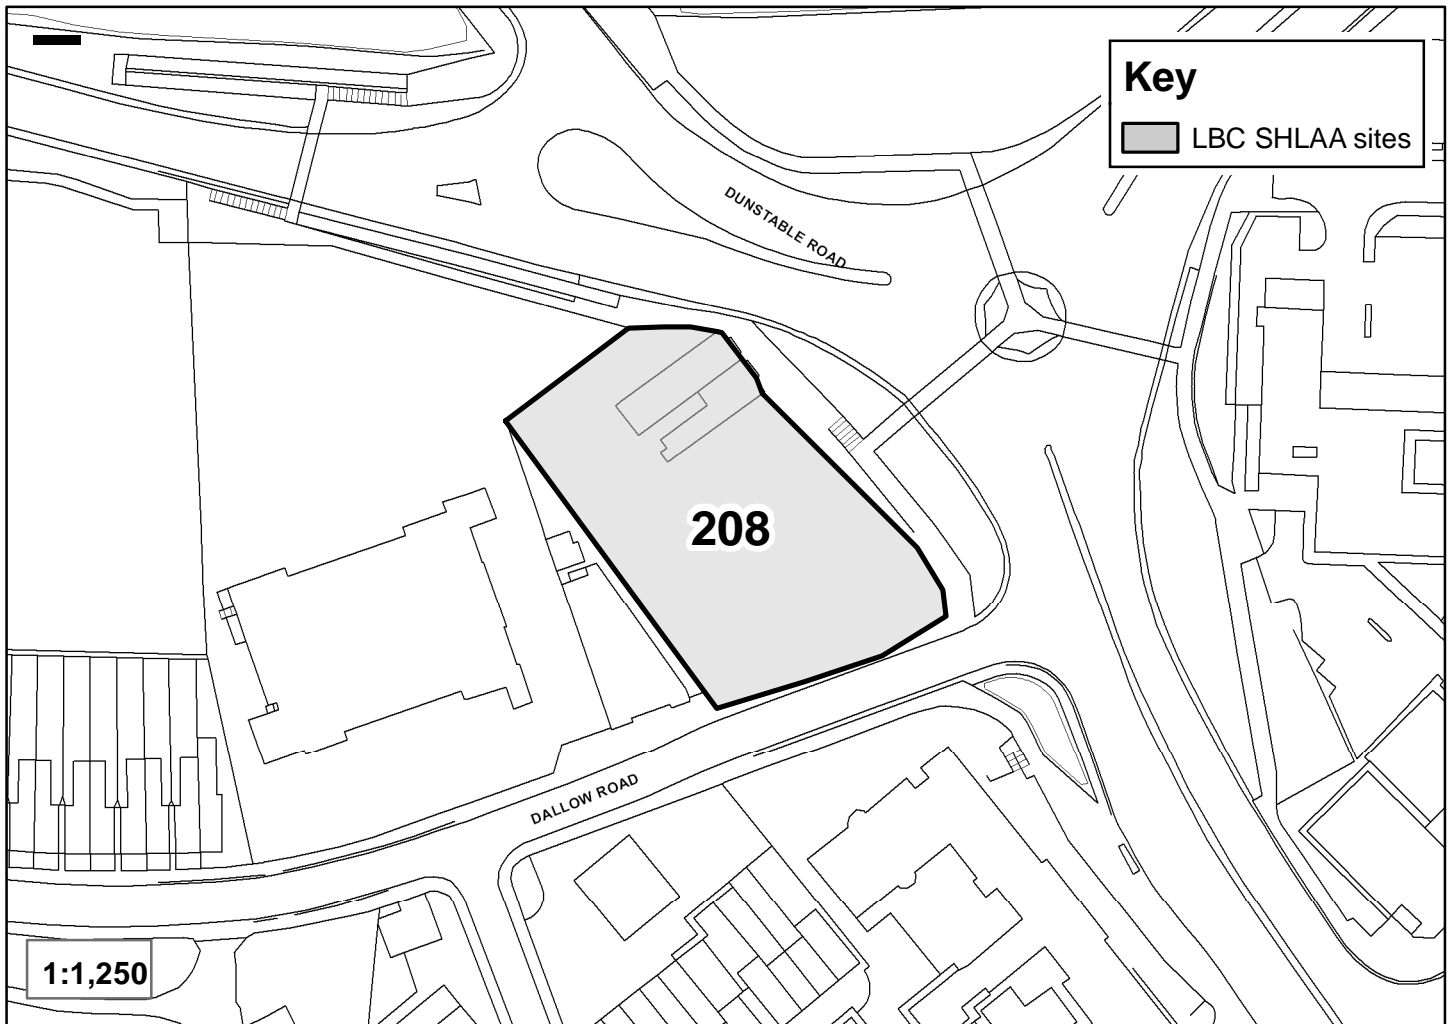 Key
LBC SHLAA sites
DUNSTABLE ROAD
208
DALLOW ROAD
1:1,250